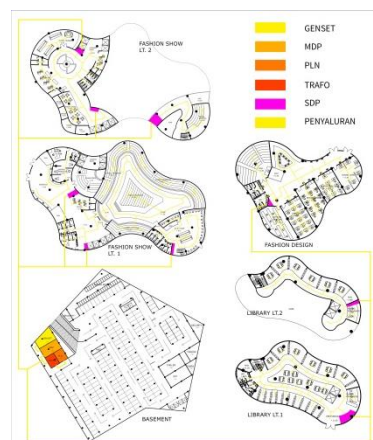 FASHION SHOW
LT. 2
GENSET
MDP
PLN
TRAFO
SDP
PENYALURAN
FASHION SHOW
LT. 1
FASHION DESIGN
BASEMENT
LIBRARY LT.2
LIBRARY LT.1